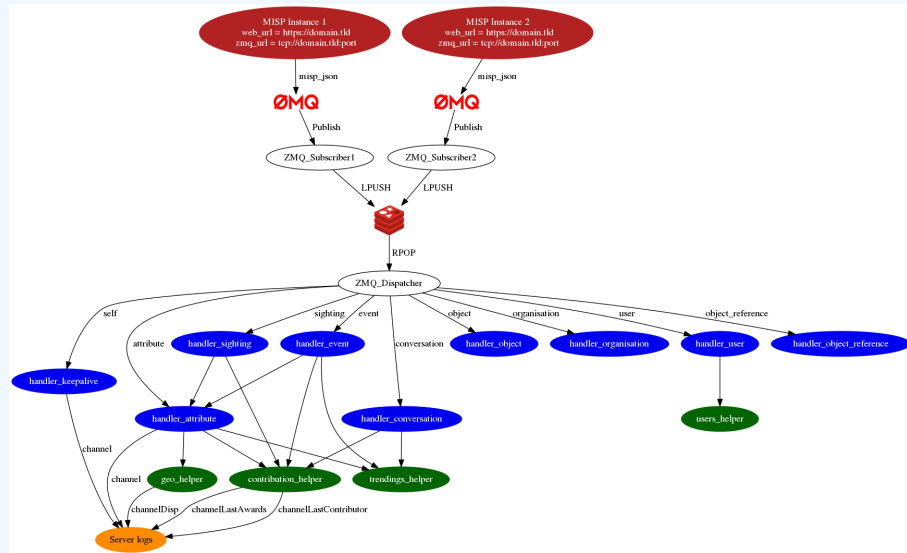 MISP Instance 1
web_url = https://domain.tld
zmq_url = tcp://domain.tld:port
MISP Instance 2
web_url = https://domain.tld
zmq_url = tcp://domain.tld:port
misp_json
misp_json
ØMQ
ØMQ
Publish
Publish
ZMQ_Subscriber1
ZMQ_Subscriber2
LPUSH
LPUSH
RPOP
ZMQ_Dispatcher
self
attribute
sighting
event
conversation
object
organisation
user
object_reference
handler_sighting
handler_event
handler_object
handler_organisation
handler_user
handler_object_reference
handler_keepalive
handler_attribute
handler_conversation
users_helper
channel
channel
geo_helper
contribution_helper
trendings_helper
channelDisp
channelLastAwards
channelLastContributor
Server logs